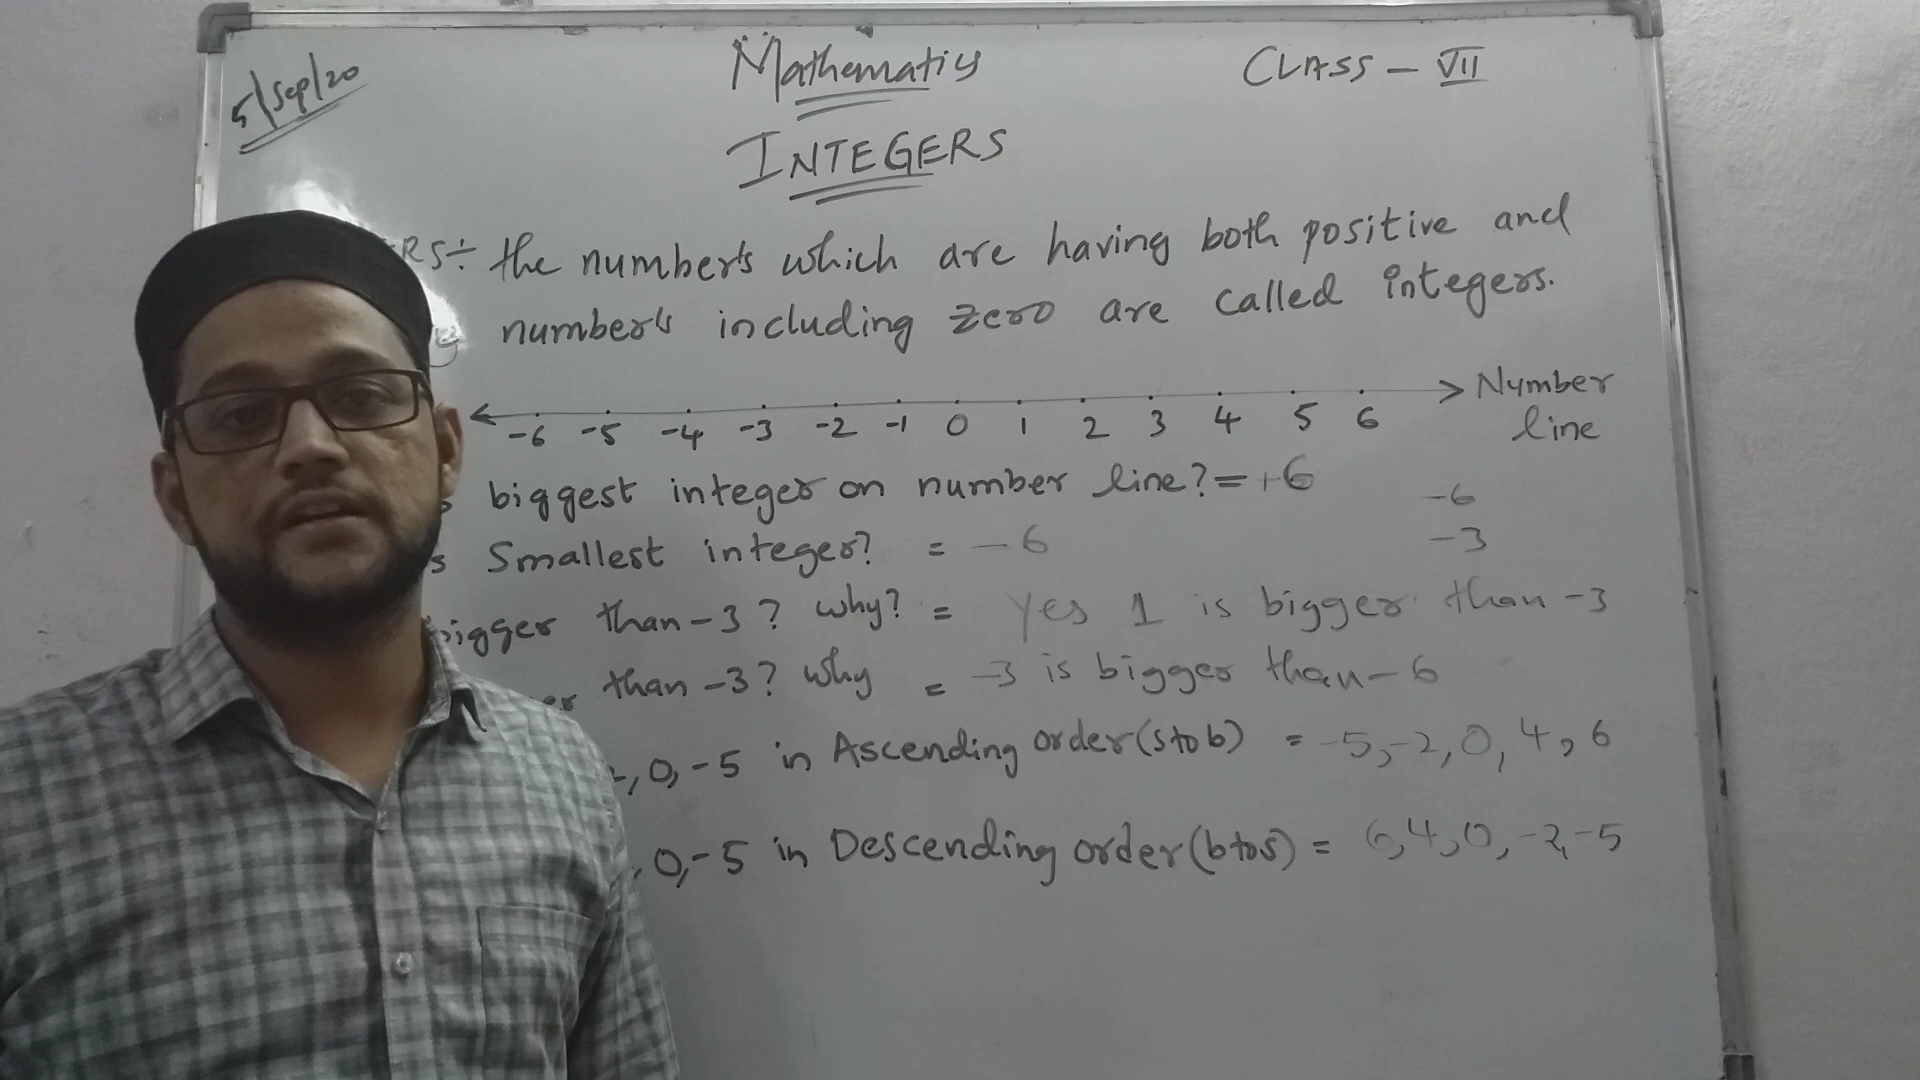 5/Sep/20
Mathematics
CLASS - VII
INTEGERS
RS÷ the number's which are having both positive and
number's including zero are called integers.
Number line
-6 -5 -4 -3 -2 -1 0 1 2 3 4 5 6
biggest integer on number line? = +6
-6
s Smallest integer? = -6
-3
bigger than -3? why? = Yes 1 is bigger than -3
er than -3? why = -3 is bigger than -6
, 0, -5 in Ascending order (s to b) = -5, -2, 0, 4, 6
, 0, -5 in Descending order (b to s) = 6, 4, 0, -2, -5